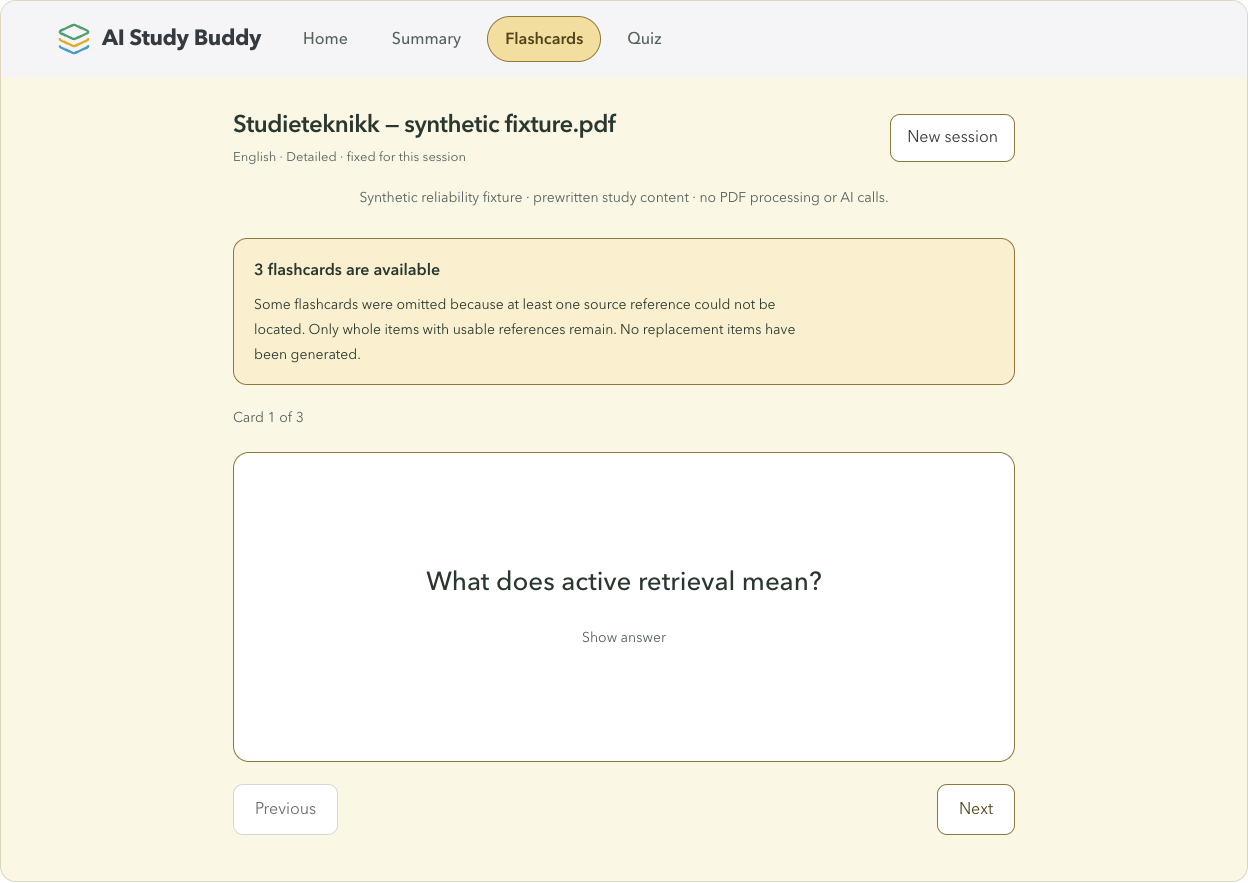 AI Study Buddy
Home
Summary
Flashcards
Quiz
Studieteknikk – synthetic fixture.pdf
New session
English · Detailed · fixed for this session
Synthetic reliability fixture · prewritten study content · no PDF processing or AI calls.
3 flashcards are available
Some flashcards were omitted because at least one source reference could not be
located. Only whole items with usable references remain. No replacement items have
been generated.
Card 1 of 3
What does active retrieval mean?
Show answer
Previous
Next